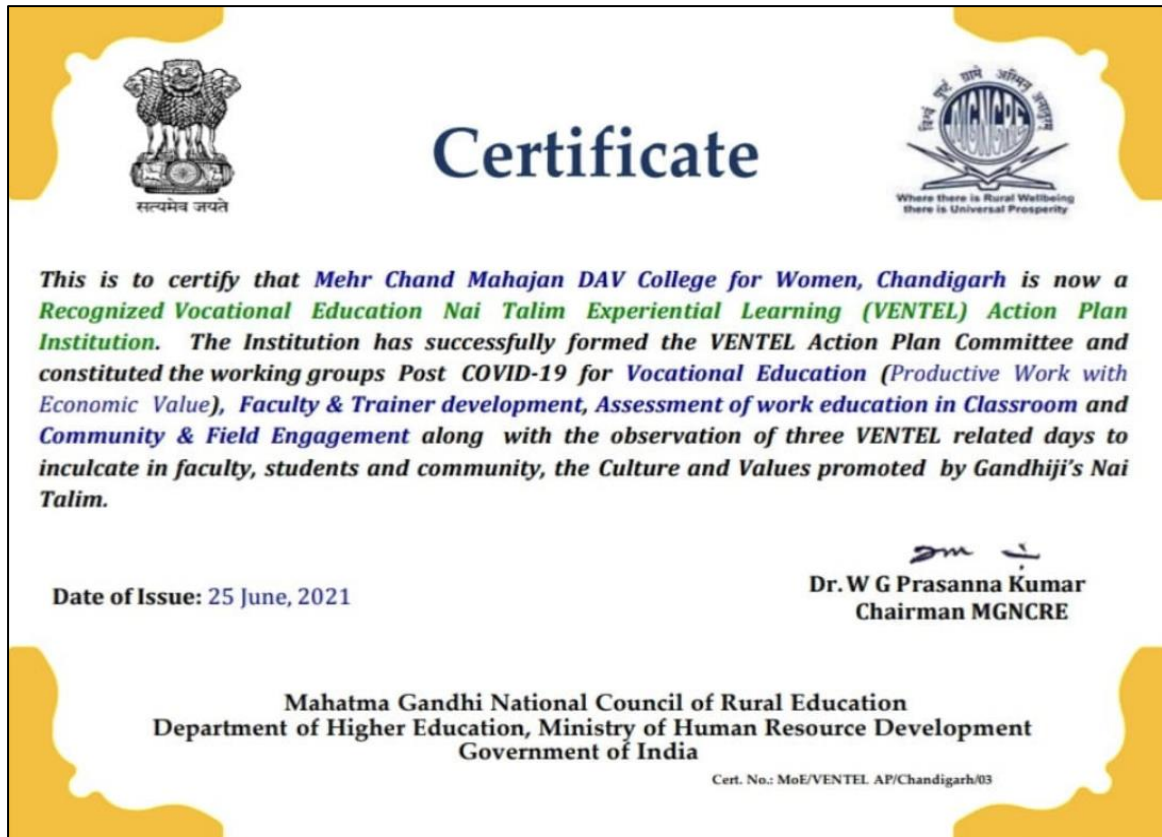 सत्यमेव जयते
Certificate
विश्वं पुष्टं ग्रामे अस्मिन् अनातुरम्
MGNCRE
Where there is Rural Wellbeing
there is Universal Prosperity
This is to certify that Mehr Chand Mahajan DAV College for Women, Chandigarh is now a
Recognized Vocational Education Nai Talim Experiential Learning (VENTEL) Action Plan
Institution. The Institution has successfully formed the VENTEL Action Plan Committee and
constituted the working groups Post COVID-19 for Vocational Education (Productive Work with
Economic Value), Faculty & Trainer development, Assessment of work education in Classroom and
Community & Field Engagement along with the observation of three VENTEL related days to
inculcate in faculty, students and community, the Culture and Values promoted by Gandhiji's Nai
Talim.
Date of Issue: 25 June, 2021
Dr. W G Prasanna Kumar
Chairman MGNCRE
Mahatma Gandhi National Council of Rural Education
Department of Higher Education, Ministry of Human Resource Development
Government of India
Cert. No.: MoE/VENTEL AP/Chandigarh/03